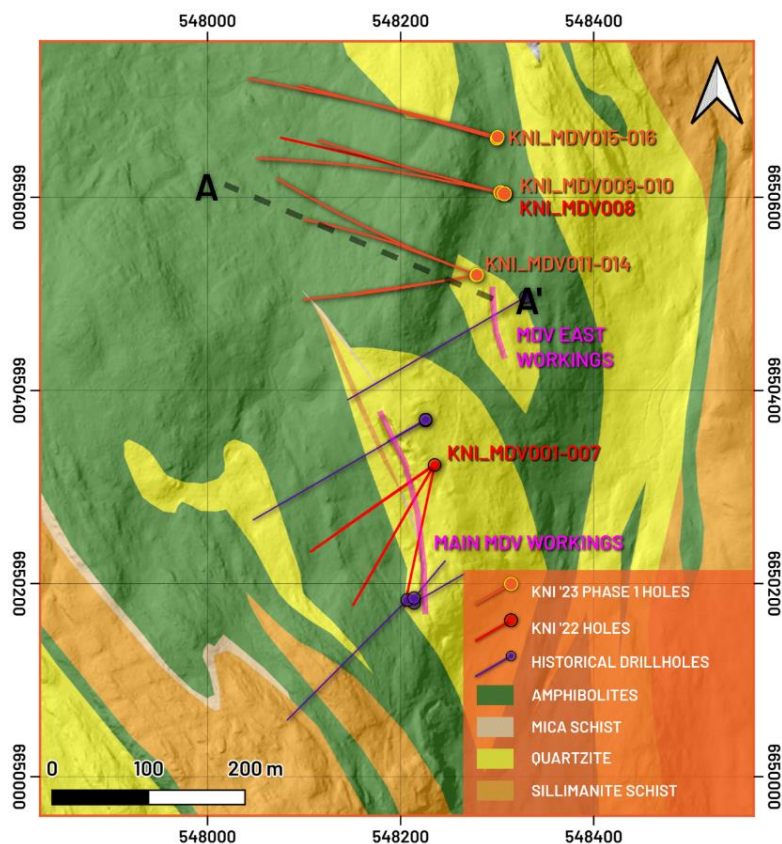 548000
548200
548400
KNI_MDV015-016
A
KNI_MDV009-010
KNI_MDV008
KNI_MDV011-014
A'
MDV EAST
WORKINGS
KNI_MDV001-007
MAIN MDV WORKINGS
KNI '23 PHASE 1 HOLES
KNI '22 HOLES
HISTORICAL DRILLHOLES
AMPHIBOLITES
MICA SCHIST
QUARTZITE
SILLIMANITE SCHIST
0 100 200 m
6650600
6650400
6650200
6650000
6650600
6650400
6650200
6650000
548000
548200
548400